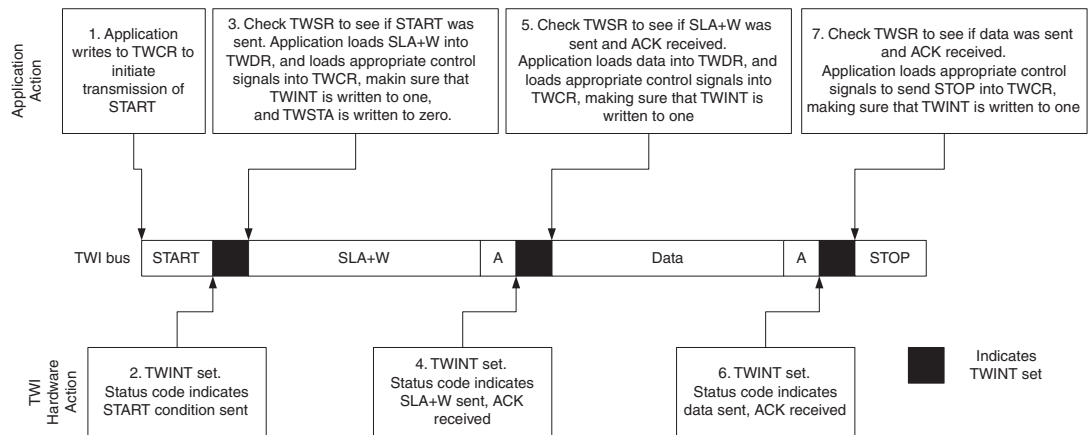 Application
Action
1. Application
writes to TWCR to
initiate
transmission of
START
3. Check TWSR to see if START was
sent. Application loads SLA+W into
TWDR, and loads appropriate control
signals into TWCR, makin sure that
TWINT is written to one,
and TWSTA is written to zero.
5. Check TWSR to see if SLA+W was
sent and ACK received.
Application loads data into TWDR, and
loads appropriate control signals into
TWCR, making sure that TWINT is
written to one
7. Check TWSR to see if data was sent
and ACK received.
Application loads appropriate control
signals to send STOP into TWCR,
making sure that TWINT is written to one
TWI bus
START
SLA+W
A
Data
A
STOP
TWI
Hardware
Action
2. TWINT set.
Status code indicates
START condition sent
4. TWINT set.
Status code indicates
SLA+W sent, ACK
received
6. TWINT set.
Status code indicates
data sent, ACK received
Indicates
TWINT set